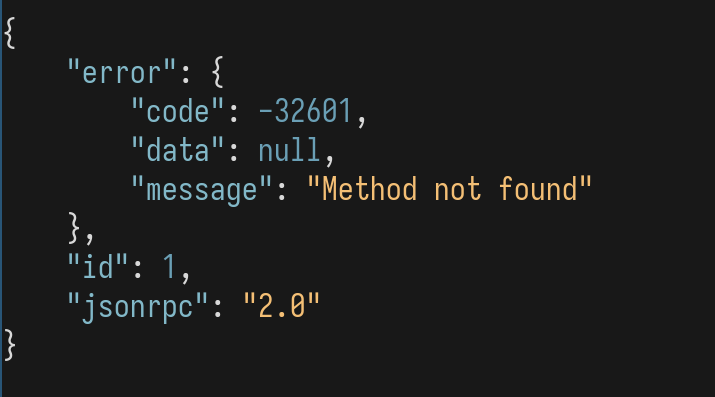 {
    "error": {
        "code": -32601,
        "data": null,
        "message": "Method not found"
    },
    "id": 1,
    "jsonrpc": "2.0"
}